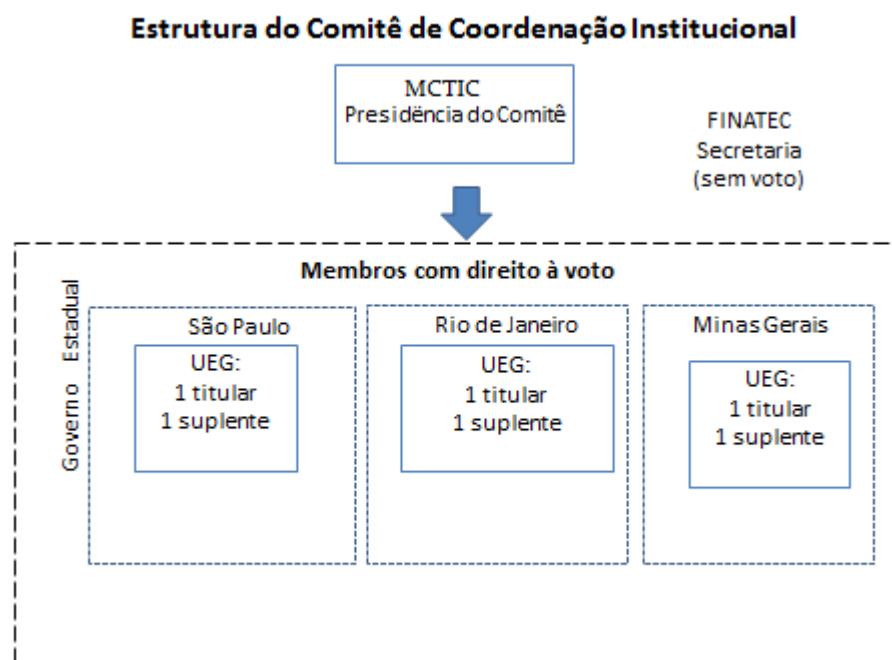 Estrutura do Comitê de Coordenação Institucional
MCTIC
Presidência do Comitê
FINATEC
Secretaria
(sem voto)
Membros com direito à voto
Governo Estadual
São Paulo
UEG:
1 titular
1 suplente
Rio de Janeiro
UEG:
1 titular
1 suplente
Minas Gerais
UEG:
1 titular
1 suplente